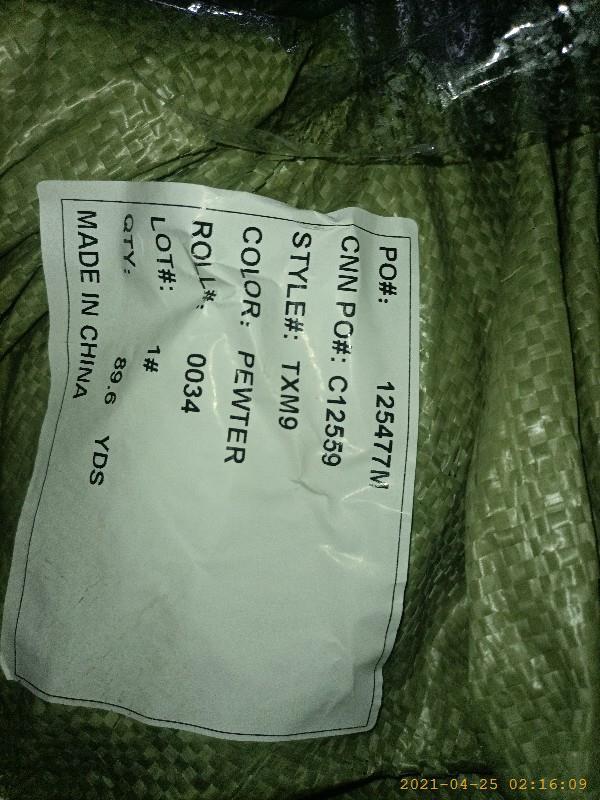 PO#: 125477M
CNN PO#: C12559
STYLE#: TXM9
COLOR: PEWTER
ROLL#: 0034
LOT#: 1#
QTY: 89.6 YDS
MADE IN CHINA
2021-04-25 02:16:09